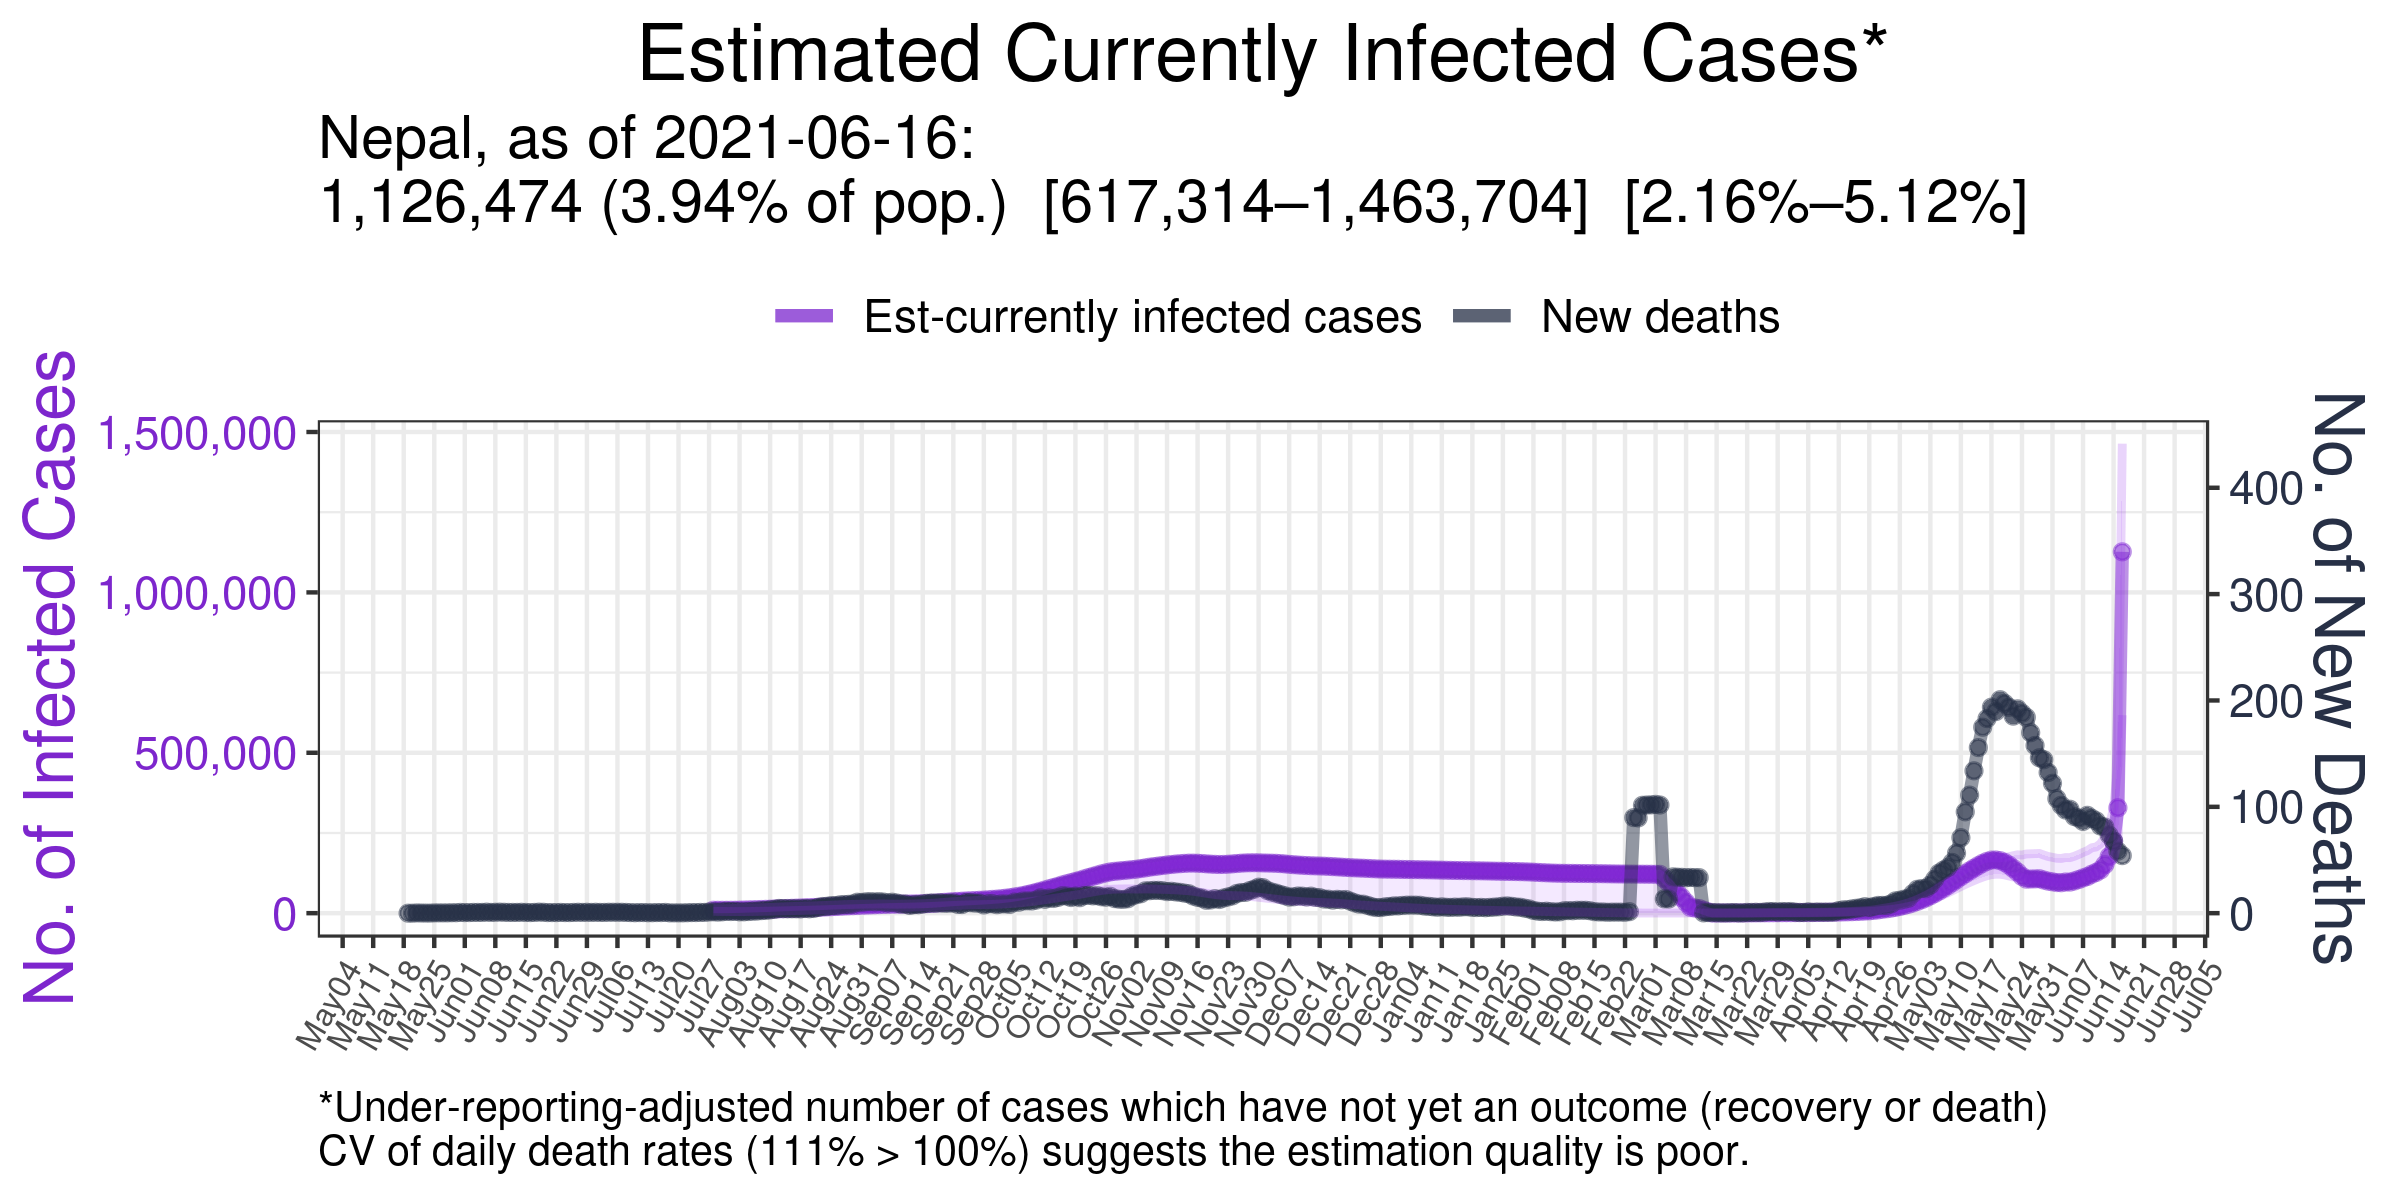 Estimated Currently Infected Cases*
Nepal, as of 2021-06-16:
1,126,474 (3.94% of pop.) [617,314–1,463,704] [2.16%–5.12%]
Est-currently infected cases
New deaths
No. of Infected Cases
1,500,000
1,000,000
500,000
0
No. of New Deaths
400
300
200
100
0
May04
May11
May18
May25
Jun01
Jun08
Jun15
Jun22
Jun29
Jul06
Jul13
Jul20
Jul27
Aug03
Aug10
Aug17
Aug24
Aug31
Sep07
Sep14
Sep21
Sep28
Oct05
Oct12
Oct19
Oct26
Nov02
Nov09
Nov16
Nov23
Nov30
Dec07
Dec14
Dec21
Dec28
Jan04
Jan11
Jan18
Jan25
Feb01
Feb08
Feb15
Feb22
Mar01
Mar08
Mar15
Mar22
Mar29
Apr05
Apr12
Apr19
Apr26
May03
May10
May17
May24
May31
Jun07
Jun14
Jun21
Jun28
Jul05
*Under-reporting-adjusted number of cases which have not yet an outcome (recovery or death)
CV of daily death rates (111% > 100%) suggests the estimation quality is poor.